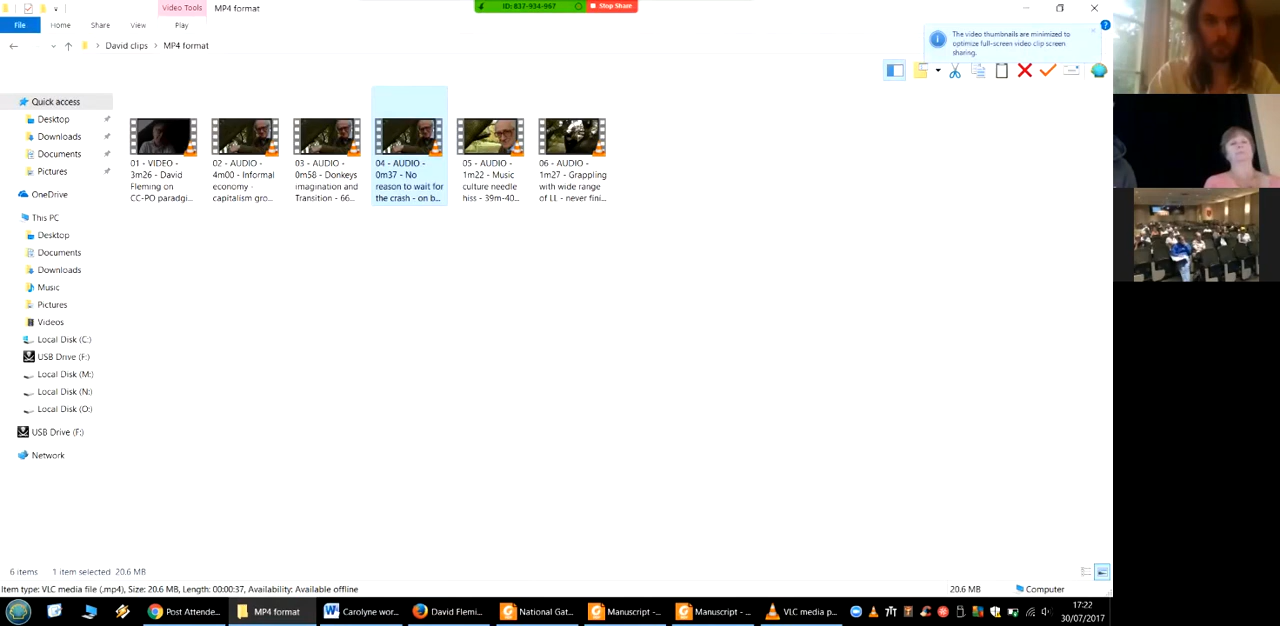 Video Tools
MP4 format
ID: 837-934-967
Stop Share
File
Home
Share
View
Play
The video thumbnails are minimized to
optimize full-screen video clip screen
sharing.
David clips
MP4 format
Quick access
Desktop
Downloads
Documents
Pictures
OneDrive
This PC
Desktop
Documents
Downloads
Music
Pictures
Videos
Local Disk (C:)
USB Drive (F:)
Local Disk (M:)
Local Disk (N:)
Local Disk (O:)
USB Drive (F:)
Network
01 - VIDEO -
3m26 - David
Fleming on
CC-PO paradigi...
02 - AUDIO -
4m00 - Informal
economy -
capitalism gro...
03 - AUDIO -
0m58 - Donkeys
imagination and
Transition - 66...
04 - AUDIO -
0m37 - No
reason to wait for
the crash - on b...
05 - AUDIO -
1m22 - Music
culture needle
hiss - 39m-40...
06 - AUDIO -
1m27 - Grappling
with wide range
of LL - never fini...
6 items
1 item selected 20.6 MB
Item type: VLC media file (.mp4), Size: 20.6 MB, Length: 00:00:37, Availability: Available offline
20.6 MB
Computer
Post Attende...
MP4 format
Carolyne wor...
David Flemi...
National Gat...
Manuscript -...
Manuscript - ...
VLC media p...
17:22
30/07/2017